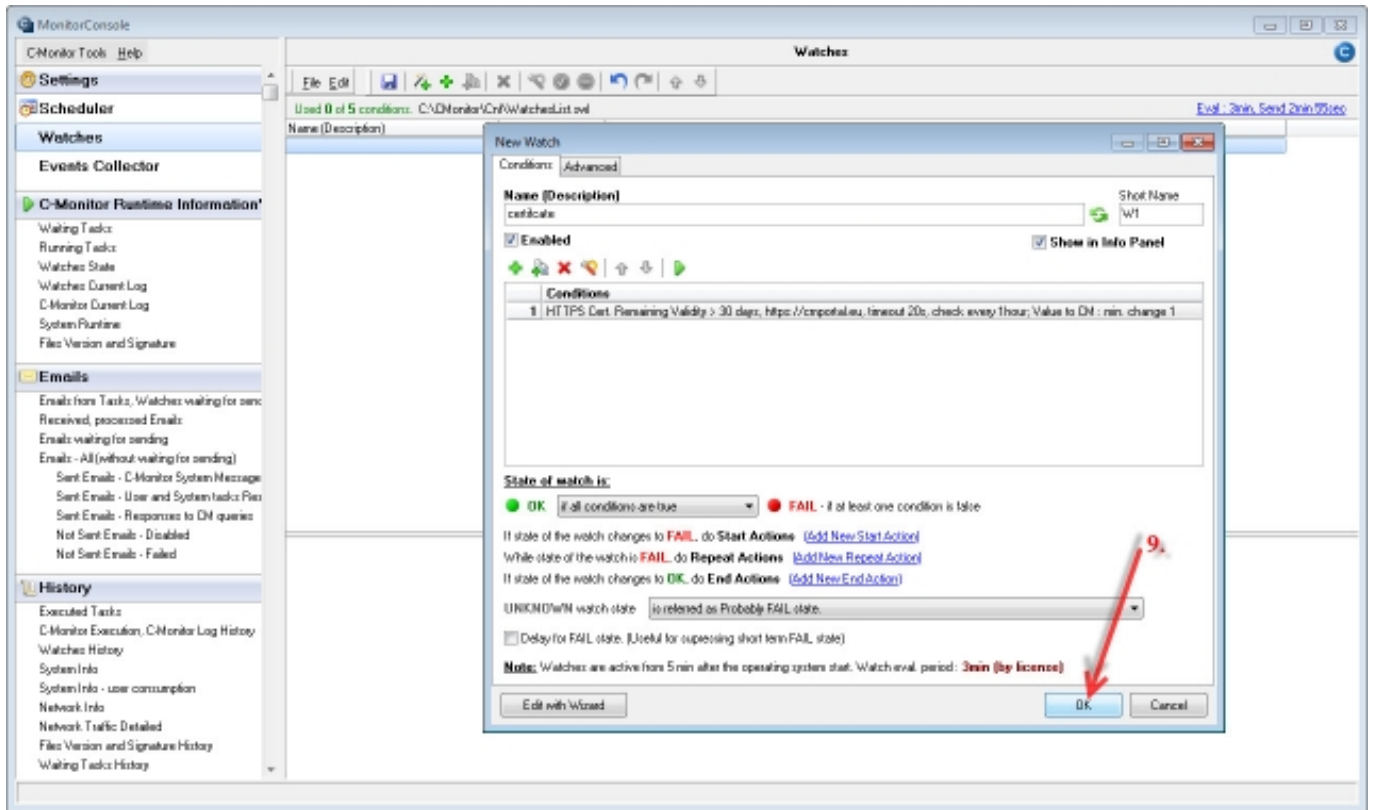 MonitorConsole
C-Monitor Tools Help
Watches
Settings
Scheduler
Watches
Events Collector
C-Monitor Runtime Information'
Waiting Tasks
Running Tasks
Watches State
Watches Current Log
C-Monitor Current Log
System Runtime
Files Version and Signature
Emails
Emails from Tasks, Watches waiting for send
Received, processed Emails
Emails waiting for sending
Emails - All (without waiting for sending)
Sent Emails - C-Monitor System Message
Sent Emails - User and System tasks Res
Sent Emails - Responses to CM queries
Not Sent Emails - Disabled
Not Sent Emails - Failed
History
Executed Tasks
C-Monitor Execution, C-Monitor Log History
Watches History
System Info
System Info - user consumption
Network Info
Network Traffic Detailed
Files Version and Signature History
Waiting Tasks History
File Edit
Used 0 of 5 conditions. C:\CMonitor\Cnf\WatchesList.swl
Eval : 3min, Send 2min 55sec
Name (Description)
New Watch
Conditions Advanced
Name (Description) Short Name
certificate W1
Enabled Show in Info Panel
Conditions
1 HTTPS Cert. Remaining Validity > 30 days, https://cmportal.eu, timeout 20s, check every 1hour; Value to CM : min. change 1
State of watch is:
OK if all conditions are true FAIL - if at least one condition is false
If state of the watch changes to FAIL, do Start Actions (Add New Start Action)
While state of the watch is FAIL, do Repeat Actions (Add New Repeat Action)
If state of the watch changes to OK, do End Actions (Add New End Action)
9.
UNKNOWN watch state is referred as Probably FAIL state.
Delay for FAIL state. (Useful for supressing short term FAIL state)
Note: Watches are active from 5 min after the operating system start. Watch eval. period: 3min (by license)
Edit with Wizard OK Cancel